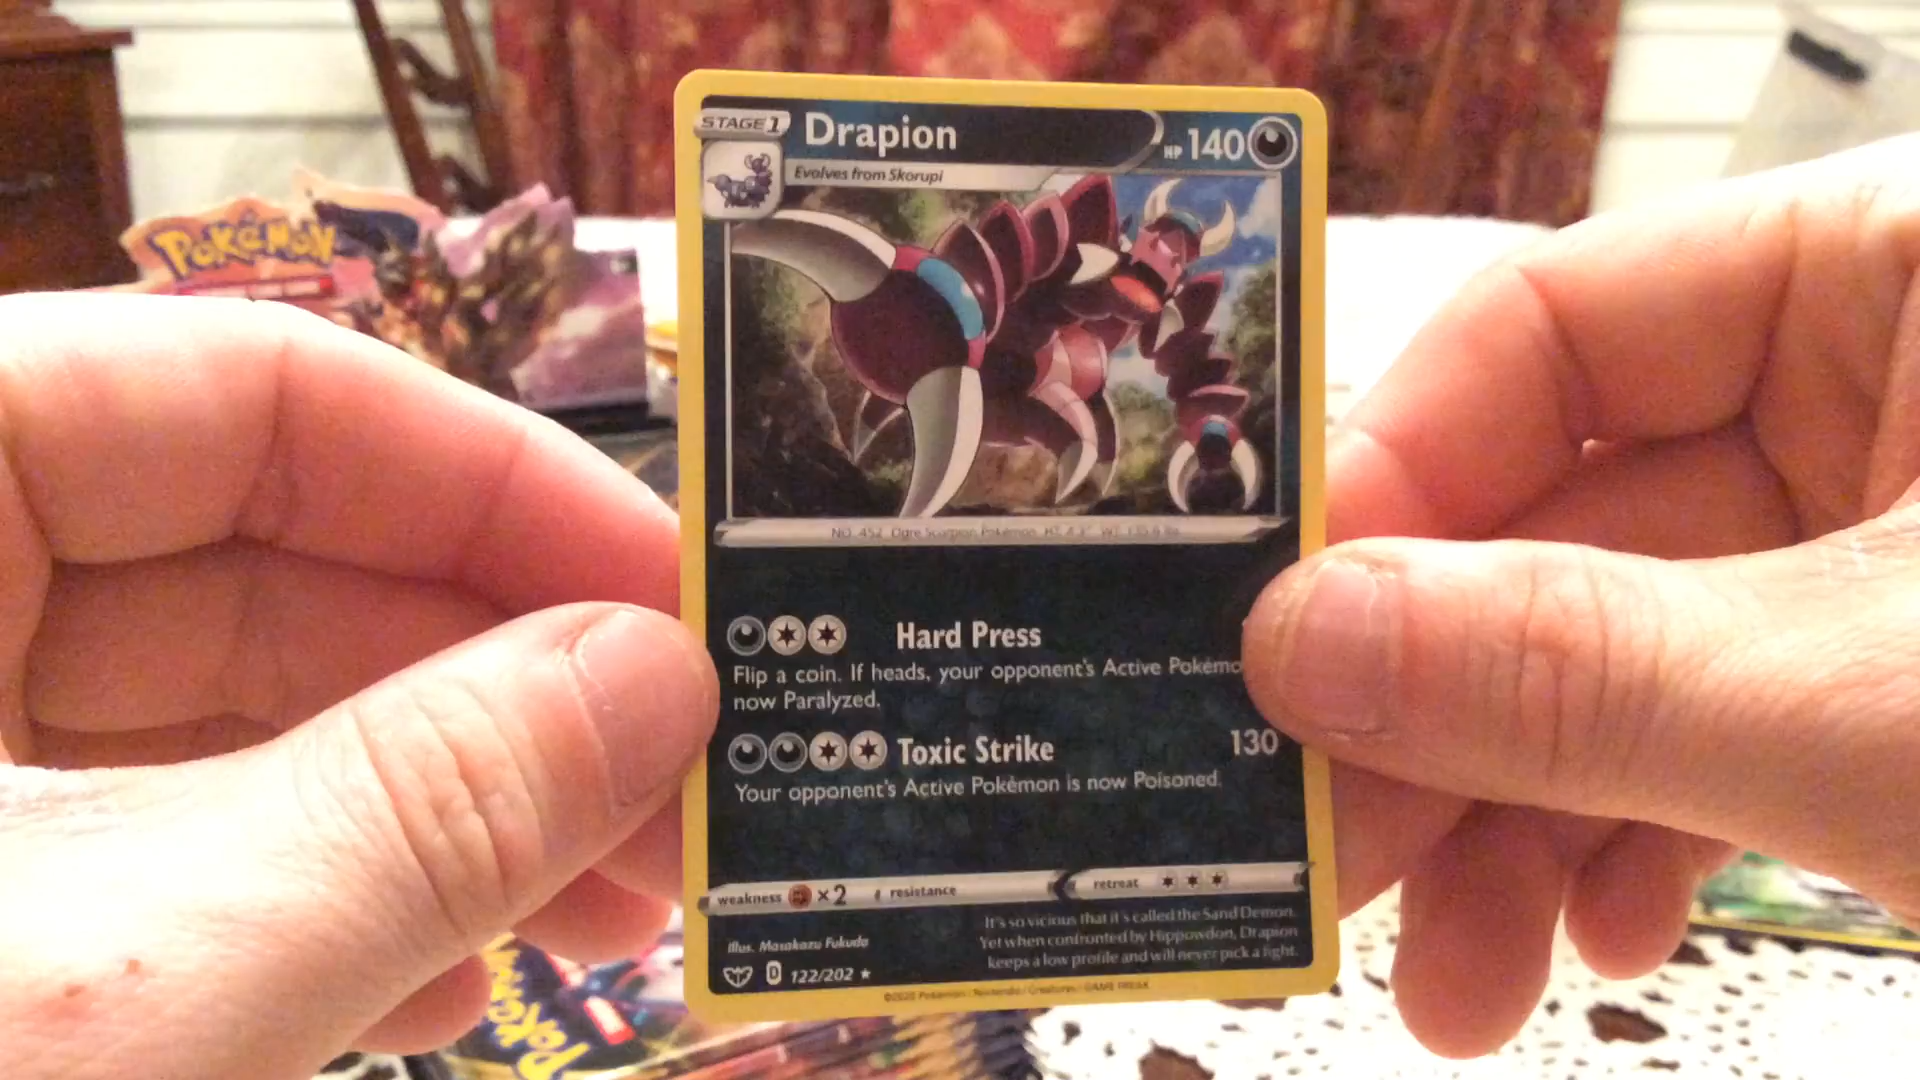 Pokémon
STAGE 1 Drapion HP 140
Evolves from Skorupi
NO. 452 Ogre Scorpion Pokémon HT. 4'3" WT. 135.6 lbs.
Hard Press
Flip a coin. If heads, your opponent's Active Pokémo
now Paralyzed.
Toxic Strike 130
Your opponent's Active Pokémon is now Poisoned.
weakness ×2 resistance retreat
It's so vicious that it's called the Sand Demon.
Yet when confronted by Hippowdon, Drapion
keeps a low profile and will never pick a fight.
Illus. Masakazu Fukuda
D 122/202 ★
©2020 Pokémon / Nintendo / Creatures / GAME FREAK
Pokémon